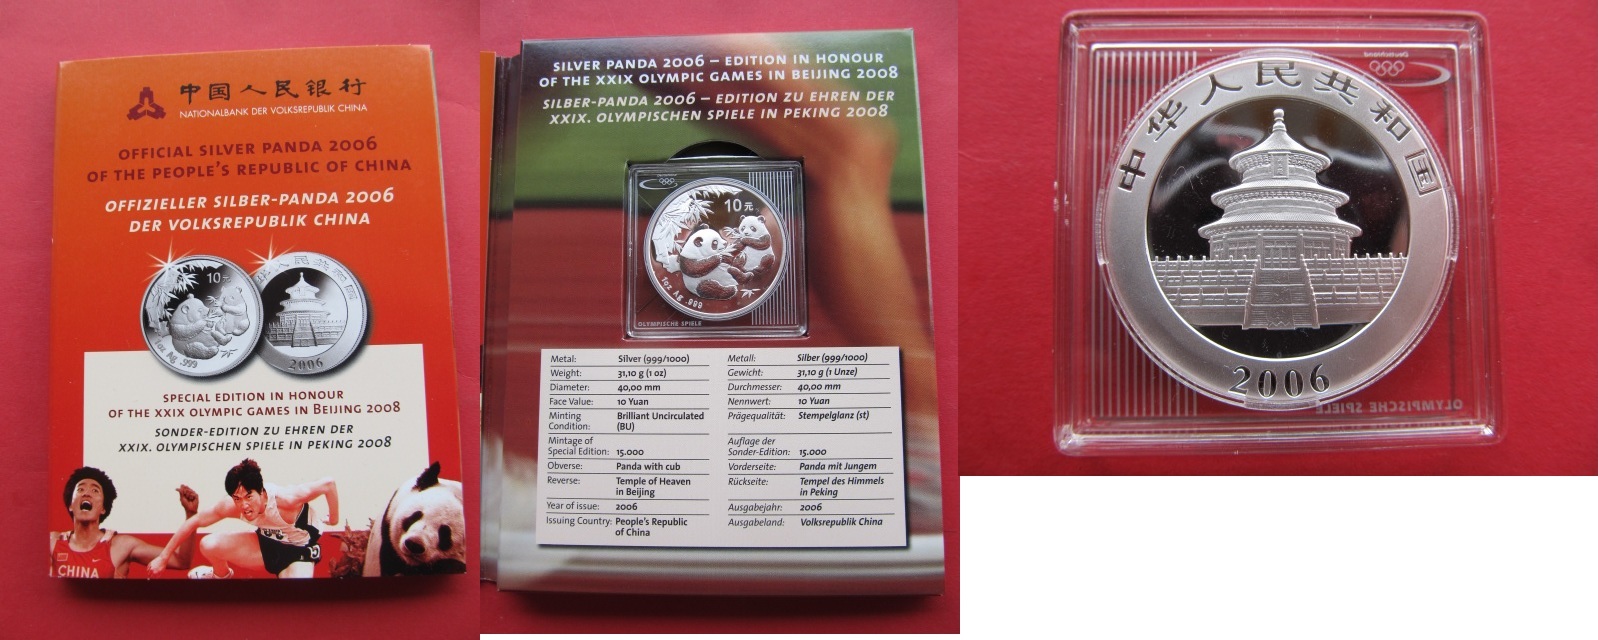 中国人民银行
NATIONALBANK DER VOLKSREPUBLIK CHINA
OFFICIAL SILVER PANDA 2006
OF THE PEOPLE'S REPUBLIC OF CHINA
OFFIZIELLER SILBER-PANDA 2006
DER VOLKSREPUBLIK CHINA
10元
1oz Ag .999
中华人民共和国
2006
SPECIAL EDITION IN HONOUR
OF THE XXIX OLYMPIC GAMES IN BEIJING 2008
SONDER-EDITION ZU EHREN DER
XXIX. OLYMPISCHEN SPIELE IN PEKING 2008
CHINA
SILVER PANDA 2006 – EDITION IN HONOUR
OF THE XXIX OLYMPIC GAMES IN BEIJING 2008
SILBER-PANDA 2006 – EDITION ZU EHREN DER
XXIX. OLYMPISCHEN SPIELE IN PEKING 2008
10元
1oz Ag .999
OLYMPISCHE SPIELE
Metal: Silver (999/1000)
Weight: 31,10 g (1 oz)
Diameter: 40,00 mm
Face Value: 10 Yuan
Minting Brilliant Uncirculated
Condition: (BU)
Mintage of
Special Edition: 15.000
Obverse: Panda with cub
Reverse: Temple of Heaven
in Beijing
Year of issue: 2006
Issuing Country: People's Republic
of China
Metall: Silber (999/1000)
Gewicht: 31,10 g (1 Unze)
Durchmesser: 40,00 mm
Nennwert: 10 Yuan
Prägequalität: Stempelglanz (st)
Auflage der
Sonder-Edition: 15.000
Vorderseite: Panda mit Jungem
Rückseite: Tempel des Himmels
in Peking
Ausgabejahr: 2006
Ausgabeland: Volksrepublik China
Deutschland
中华人民共和国
2006
OLYMPISCHE SPIELE